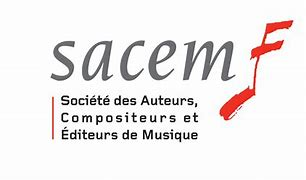 sacem
Société des Auteurs,
Compositeurs et
Éditeurs de Musique